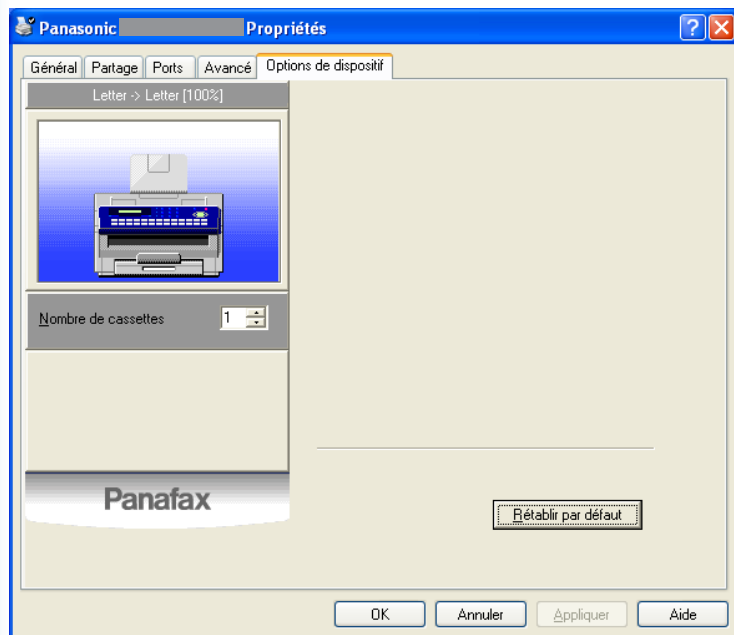 Panasonic Propriétés
Général Partage Ports Avancé Options de dispositif
Letter -> Letter [100%]
Nombre de cassettes 1
Panafax
Rétablir par défaut
OK Annuler Appliquer Aide